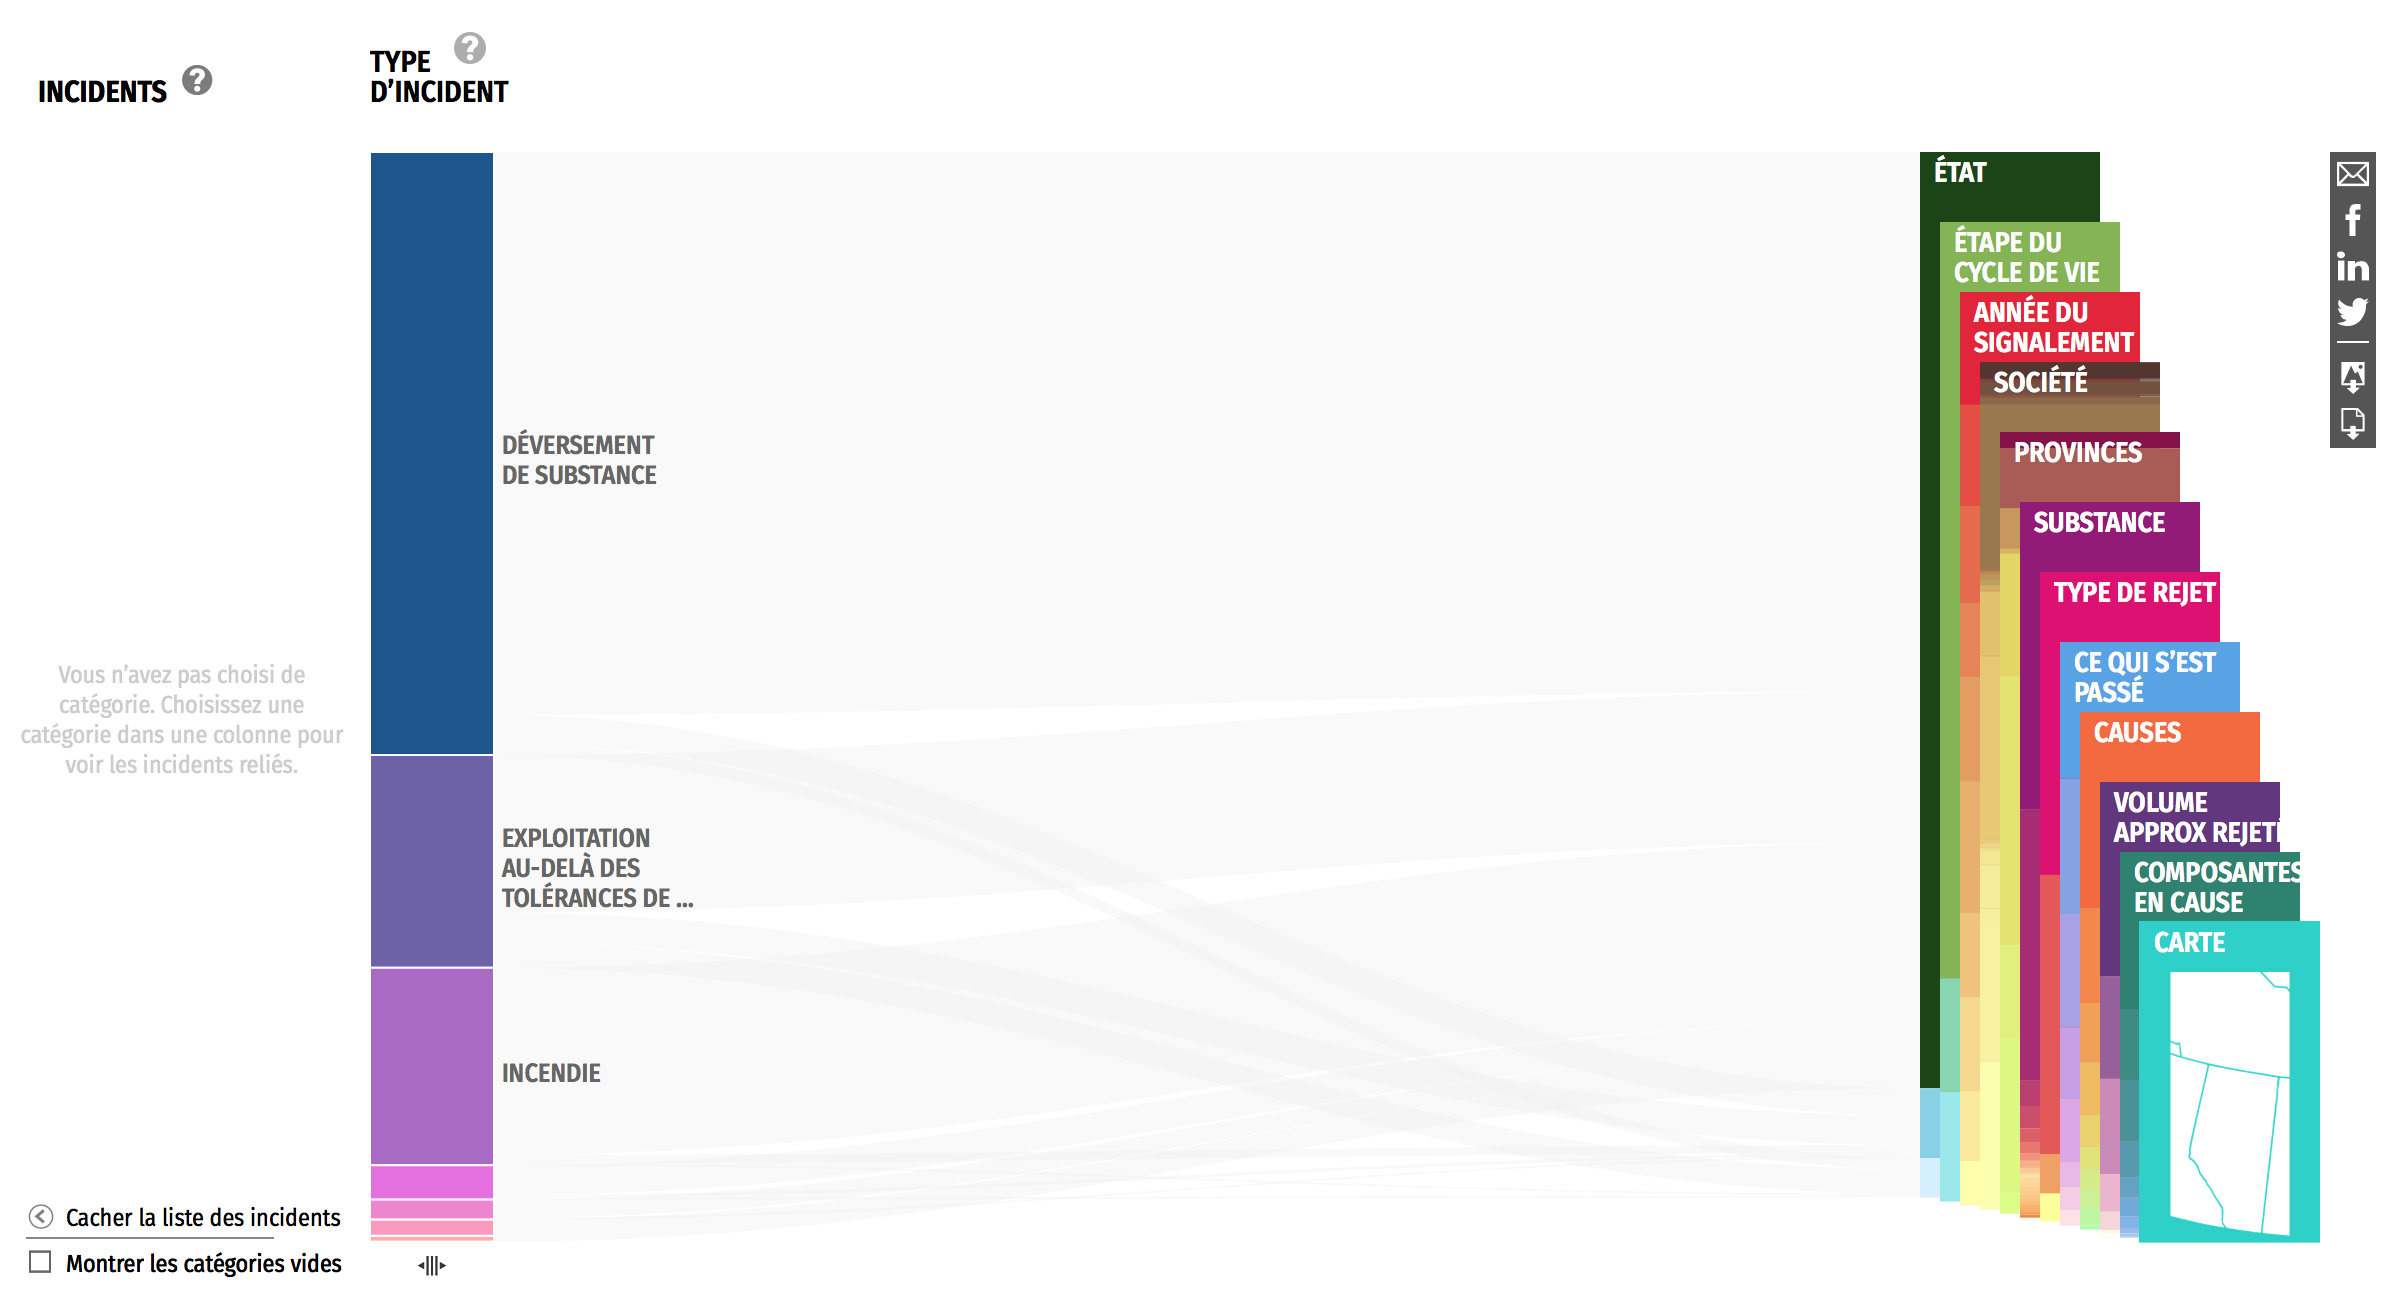 INCIDENTS
TYPE
D’INCIDENT
DÉVERSEMENT
DE SUBSTANCE
EXPLOITATION
AU-DELÀ DES
TOLÉRANCES DE ...
INCENDIE
Vous n’avez pas choisi de
catégorie. Choisissez une
catégorie dans une colonne pour
voir les incidents reliés.
Cacher la liste des incidents
Montrer les catégories vides
ÉTAT
ÉTAPE DU
CYCLE DE VIE
ANNÉE DU
SIGNALEMENT
SOCIÉTÉ
PROVINCES
SUBSTANCE
TYPE DE REJET
CE QUI S’EST
PASSÉ
CAUSES
VOLUME
APPROX
COMPOSANTES
EN CAUSE
CARTE